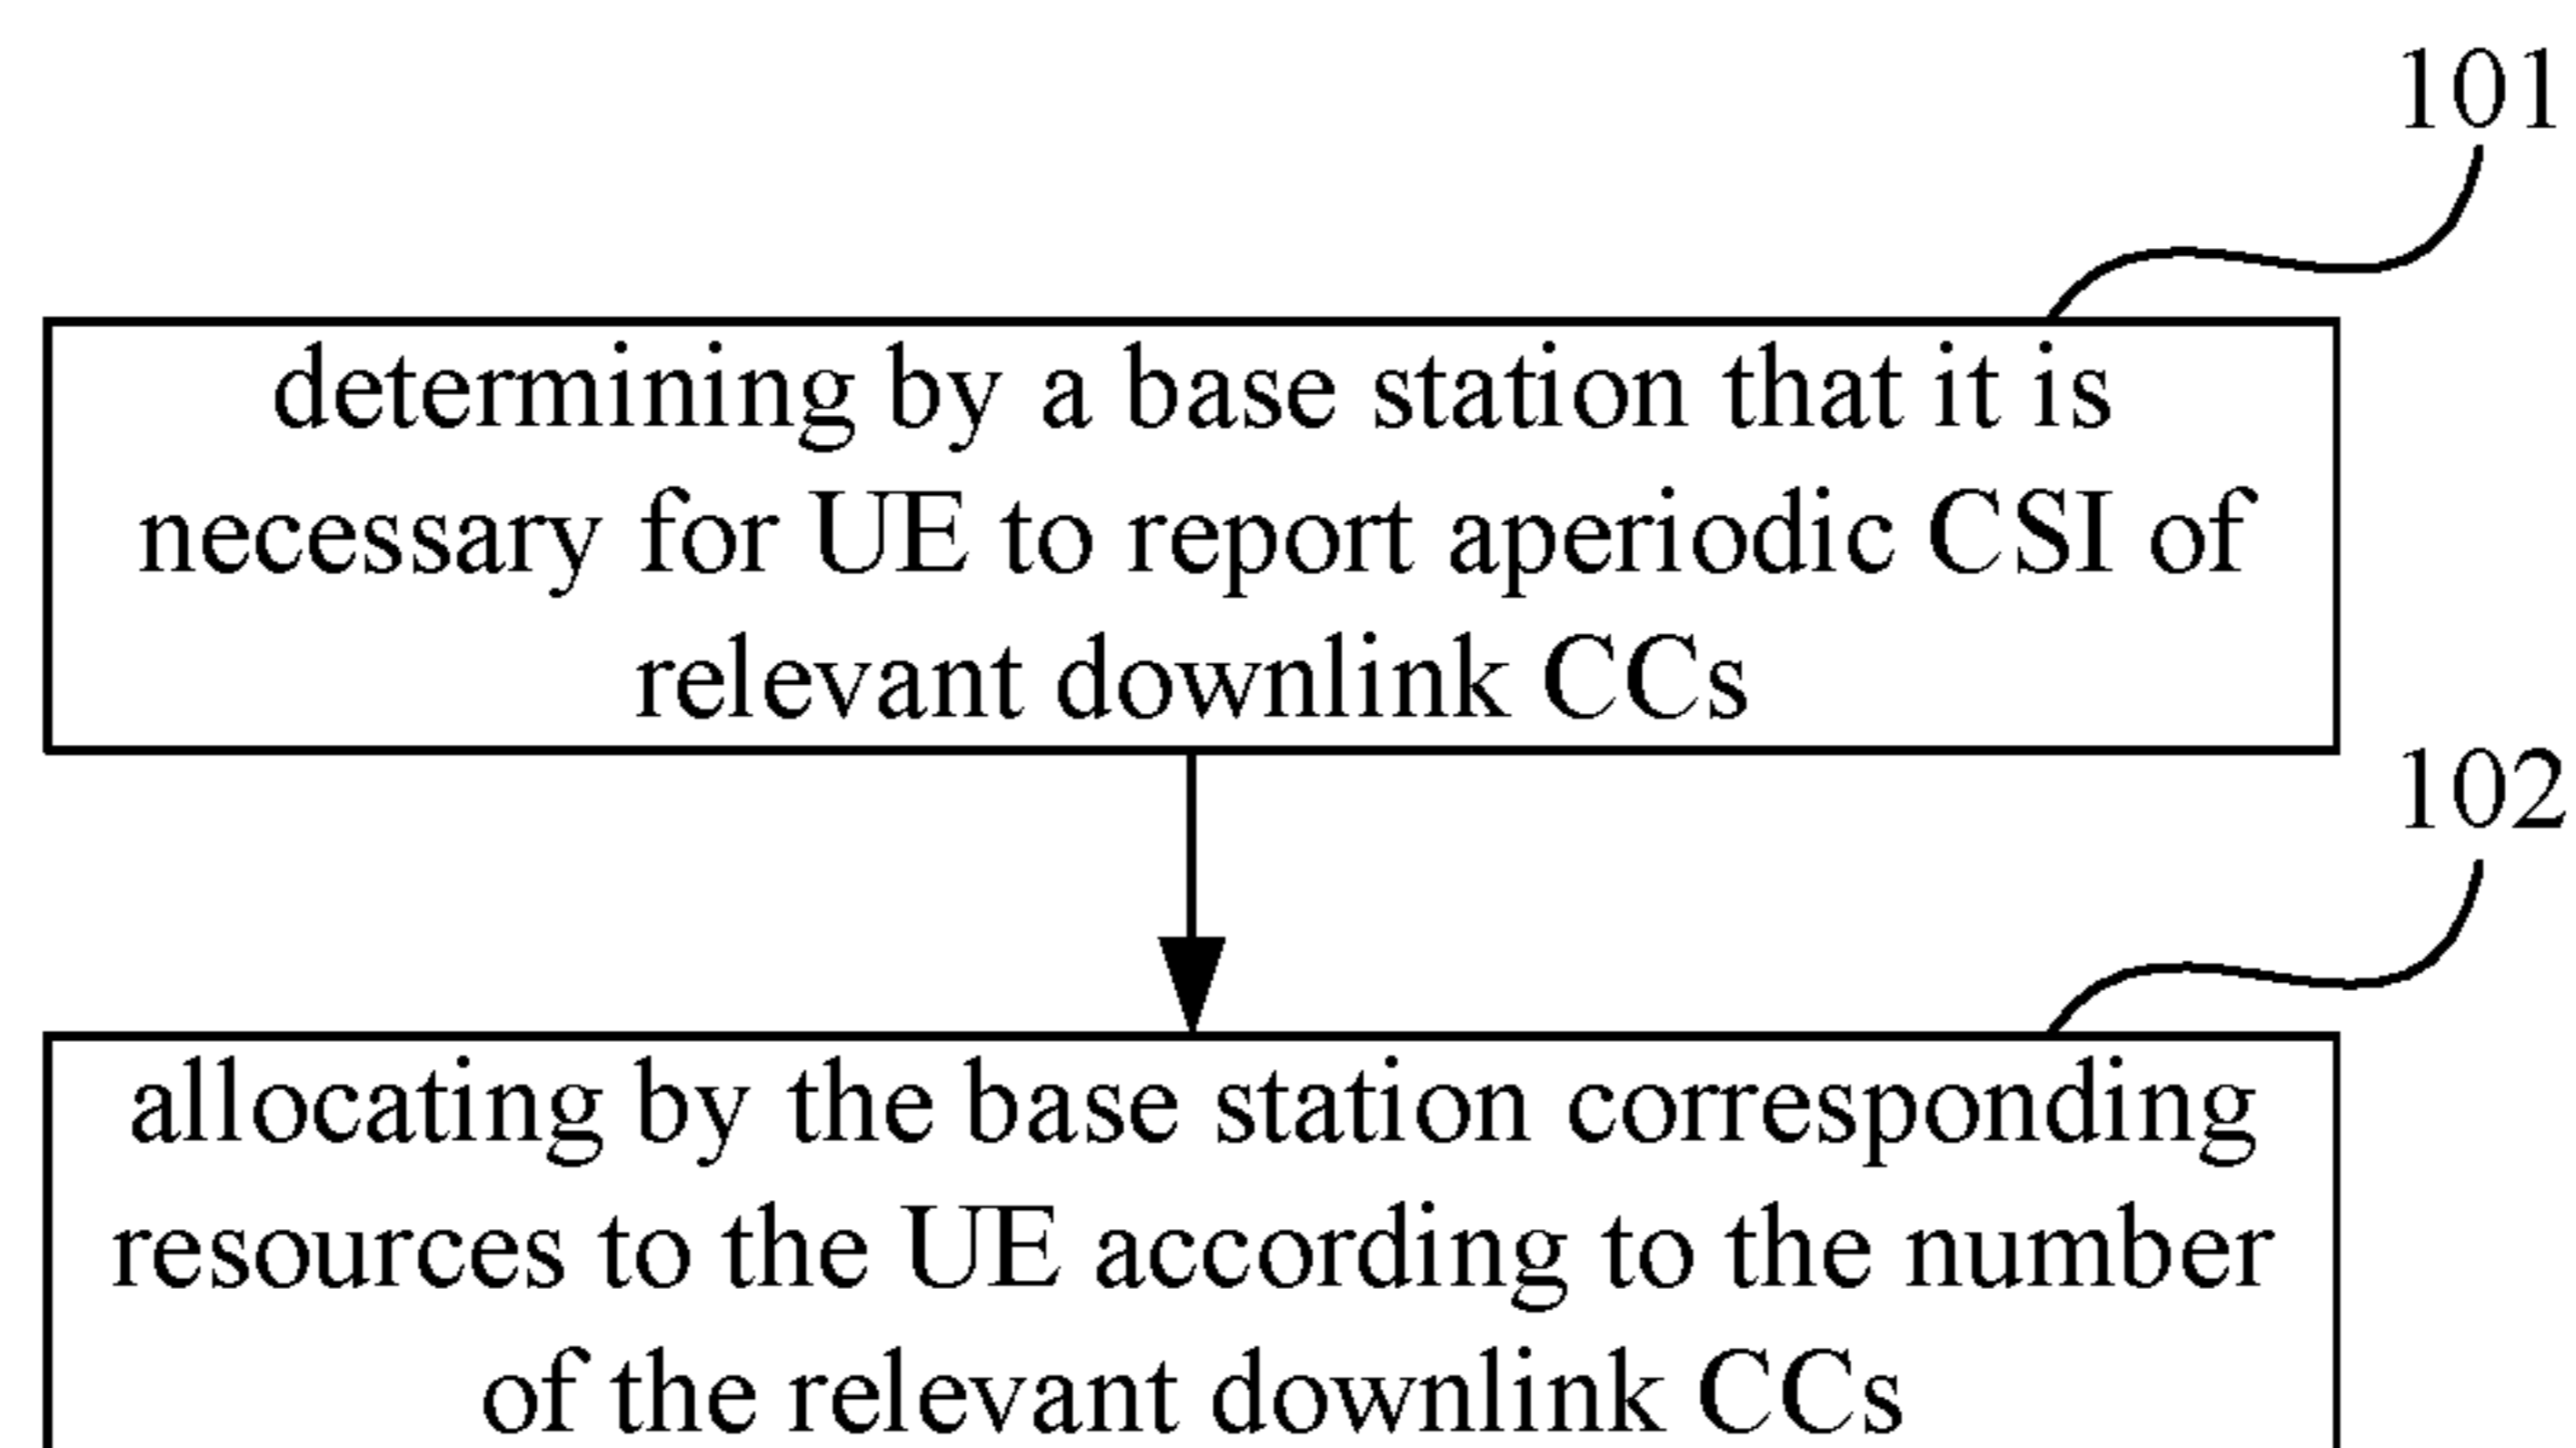 101
determining by a base station that it is
necessary for UE to report aperiodic CSI of
relevant downlink CCs
102
allocating by the base station corresponding
resources to the UE according to the number
of the relevant downlink CCs